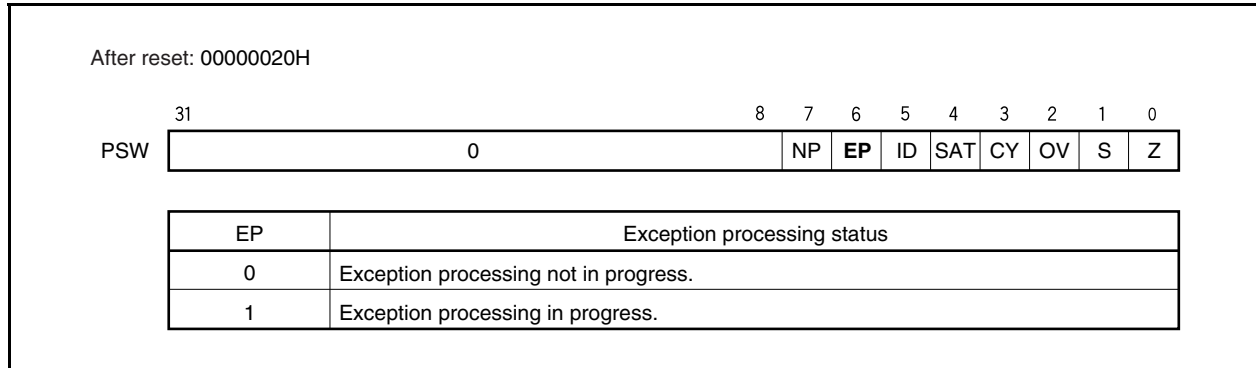 After reset: 00000020H
31 8 7 6 5 4 3 2 1 0
PSW 0 NP EP ID SAT CY OV S Z
EP Exception processing status
0 Exception processing not in progress.
1 Exception processing in progress.